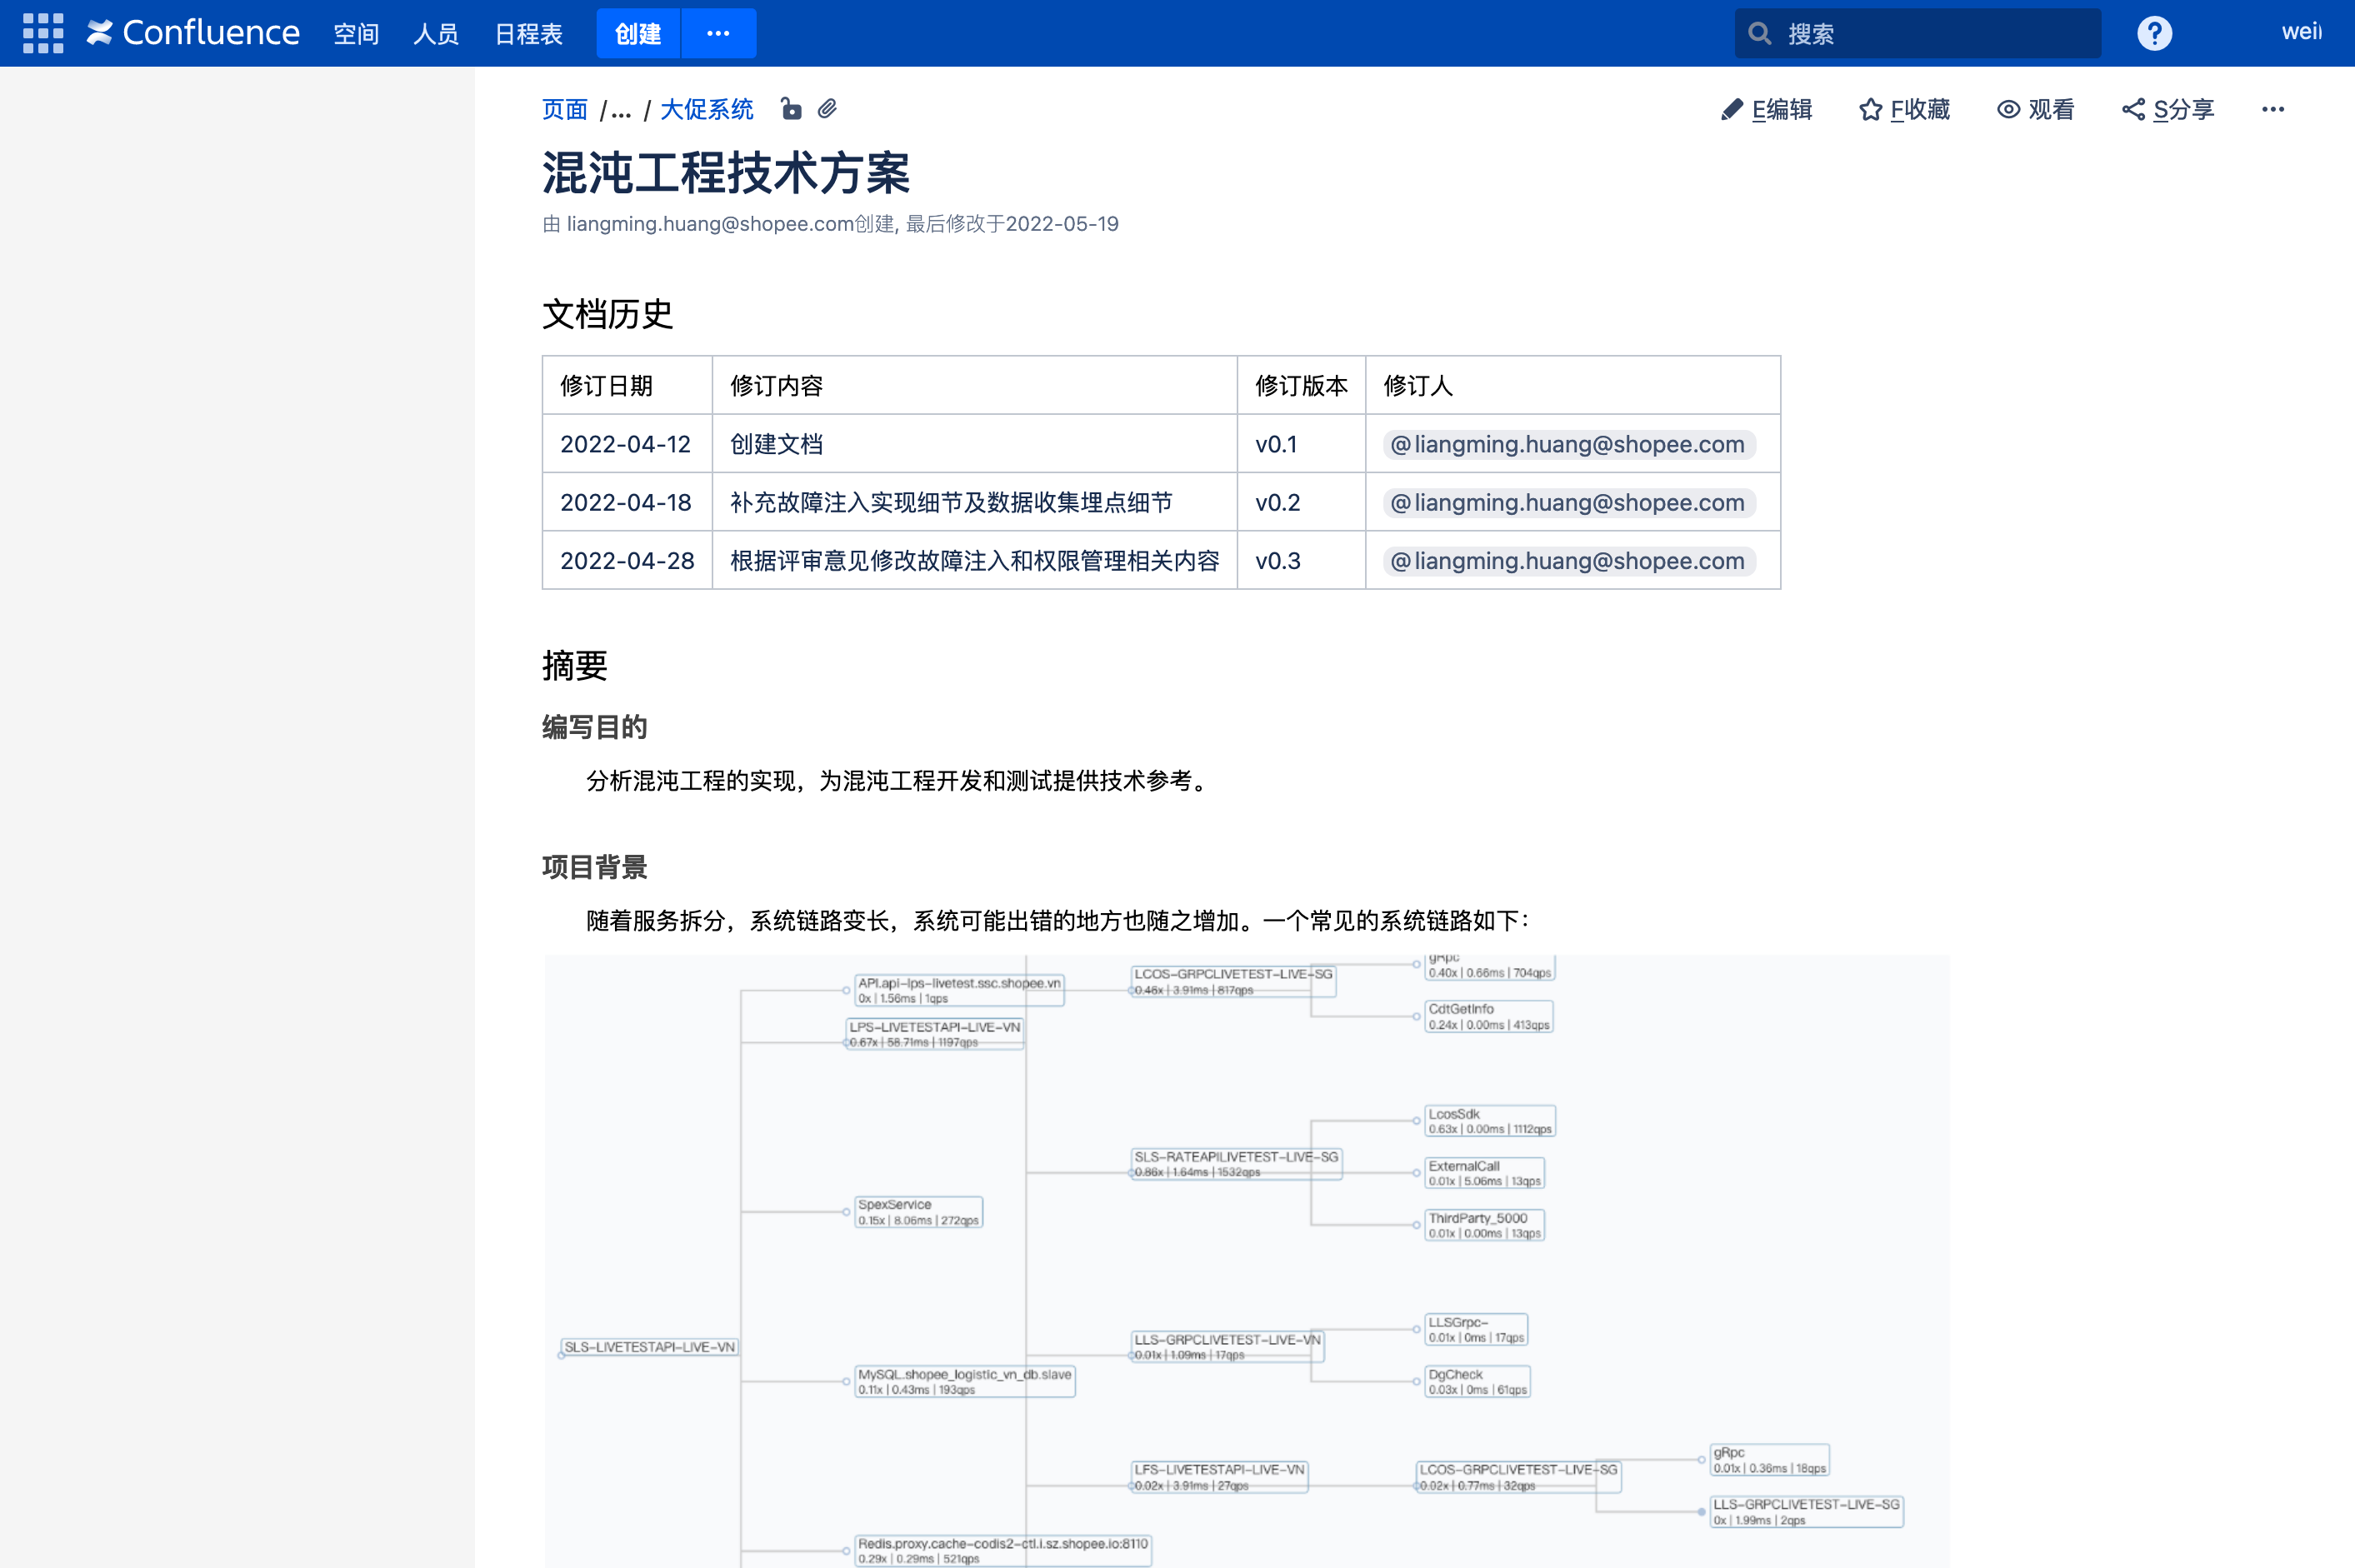 Confluence 空间 人员 日程表 创建 ••• 搜索 ? wei
页面 /... / 大促系统 E编辑 F收藏 观看 S分享 •••
混沌工程技术方案
由 liangming.huang@shopee.com创建, 最后修改于2022-05-19
文档历史
修订日期 修订内容 修订版本 修订人
2022-04-12 创建文档 v0.1 @liangming.huang@shopee.com
2022-04-18 补充故障注入实现细节及数据收集埋点细节 v0.2 @liangming.huang@shopee.com
2022-04-28 根据评审意见修改故障注入和权限管理相关内容 v0.3 @liangming.huang@shopee.com
摘要
编写目的
分析混沌工程的实现，为混沌工程开发和测试提供技术参考。
项目背景
随着服务拆分，系统链路变长，系统可能出错的地方也随之增加。一个常见的系统链路如下：
SLS-LIVETESTAPI-LIVE-VN
API.api-lps-livetest.ssc.shopee.vn
0x | 1.56ms | 1qps
LPS-LIVETESTAPI-LIVE-VN
0.67x | 58.71ms | 1197qps
SpexService
0.15x | 8.06ms | 272qps
MySQL.shopee_logistic_vn_db.slave
0.11x | 0.43ms | 193qps
Redis.proxy.cache-codis2-ctl.i.sz.shopee.io:8110
0.29x | 0.29ms | 521qps
LCOS-GRPCLIVETEST-LIVE-SG
0.46x | 3.91ms | 817qps
SLS-RATEAPILIVETEST-LIVE-SG
0.86x | 1.64ms | 1532qps
LLS-GRPCLIVETEST-LIVE-VN
0.01x | 1.09ms | 17qps
LFS-LIVETESTAPI-LIVE-VN
0.02x | 3.91ms | 27qps
gRpc
0.40x | 0.66ms | 704qps
CdtGetInfo
0.24x | 0.00ms | 413qps
LcosSdk
0.63x | 0.00ms | 1112qps
ExternalCall
0.01x | 5.06ms | 13qps
ThirdParty_5000
0.01x | 0.00ms | 13qps
LLSGrpc-
0.01x | 0ms | 17qps
DgCheck
0.03x | 0ms | 61qps
LCOS-GRPCLIVETEST-LIVE-SG
0.02x | 0.77ms | 32qps
gRpc
0.01x | 0.36ms | 18qps
LLS-GRPCLIVETEST-LIVE-SG
0x | 1.99ms | 2qps